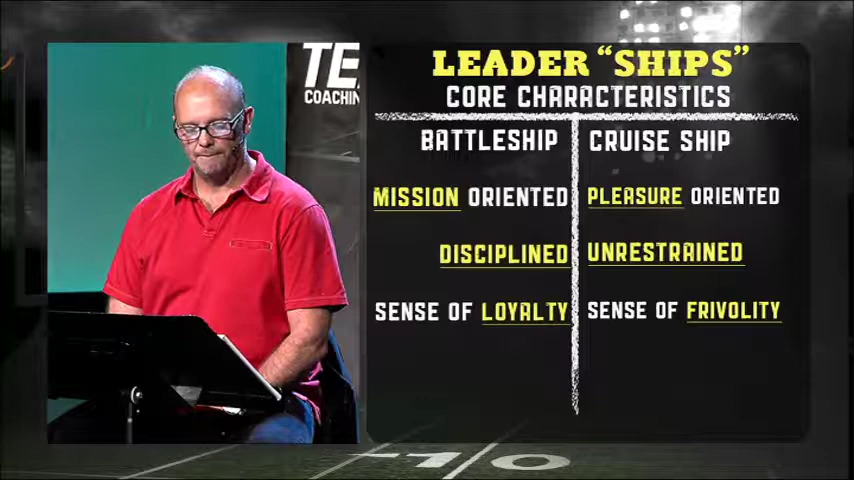 COACHIN
LEADER "SHIPS"
CORE CHARACTERISTICS
BATTLESHIP CRUISE SHIP
MISSION ORIENTED PLEASURE ORIENTED
DISCIPLINED UNRESTRAINED
SENSE OF LOYALTY SENSE OF FRIVOLITY
10